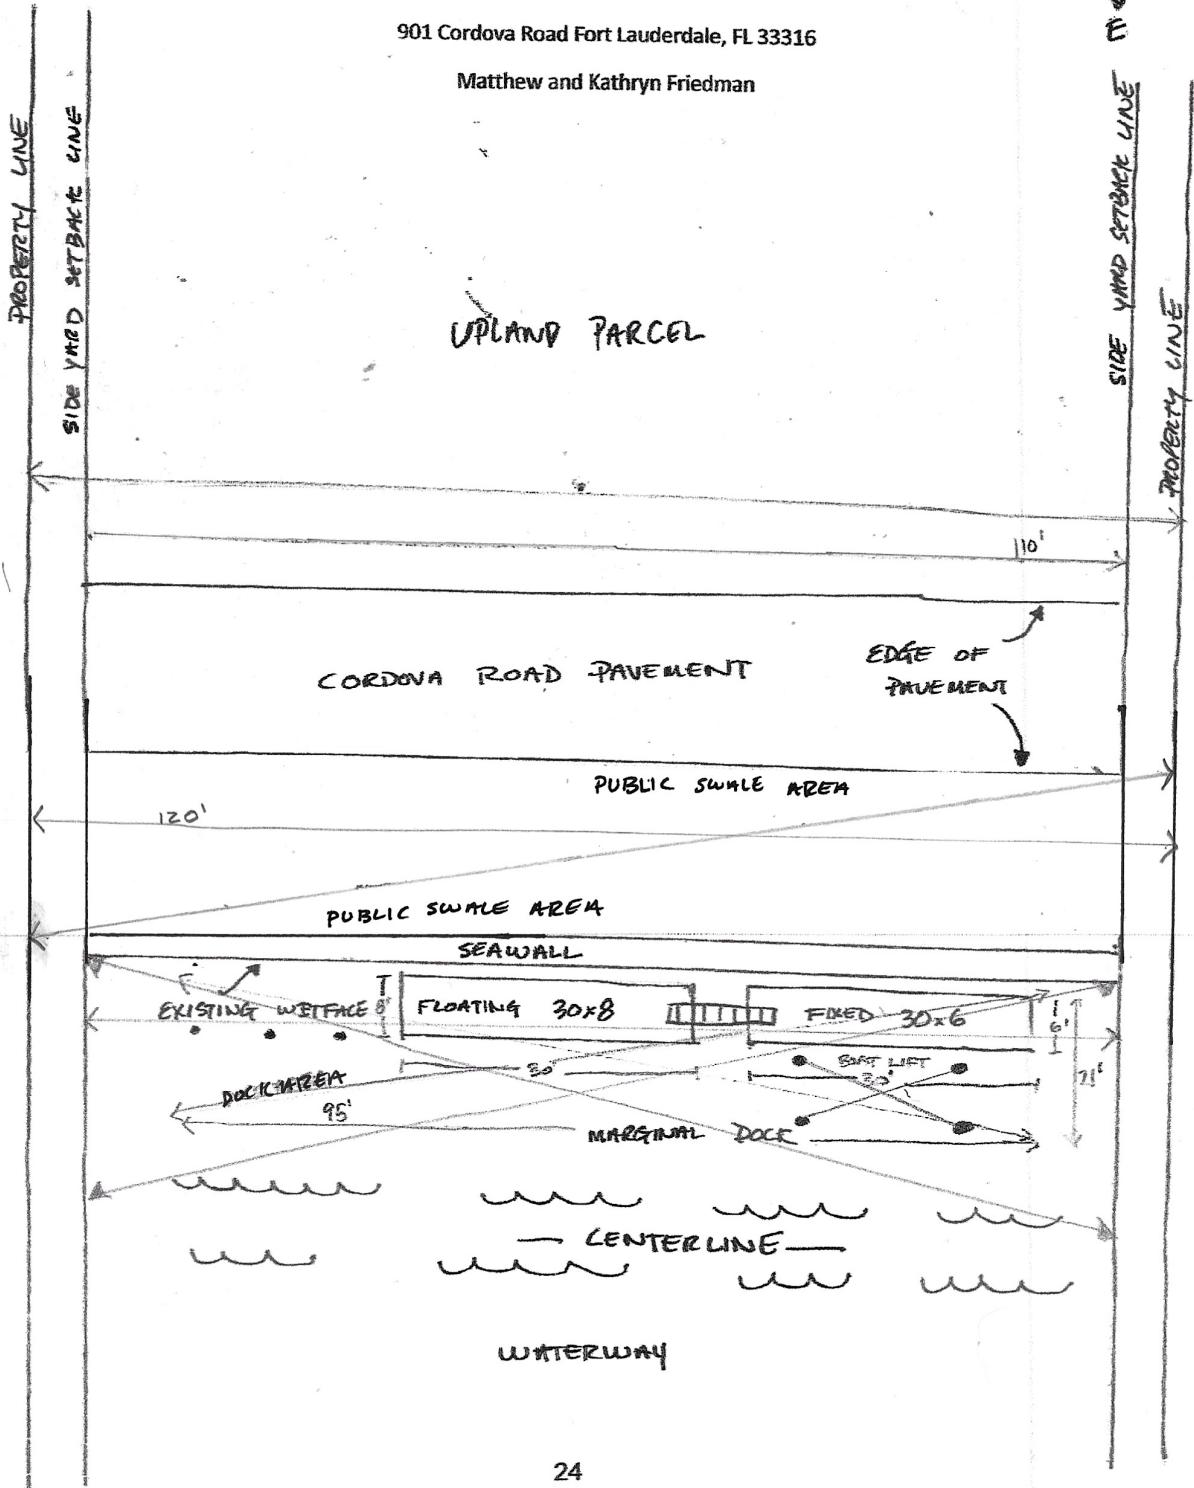 901 Cordova Road Fort Lauderdale, FL 33316
Matthew and Kathryn Friedman
PROPERTY LINE
SIDE YARD SETBACK LINE
SIDE YARD SETBACK LINE
PROPERTY LINE
UPLAND PARCEL
110'
CORDOVA ROAD PAVEMENT
EDGE OF
PAVEMENT
PUBLIC SWALE AREA
120'
PUBLIC SWALE AREA
SEAWALL
EXISTING WETFACE
8'
FLOATING 30x8
FIXED 30x6
6'
30'
BOAT LIFT
30'
21'
DOCK AREA
95'
MARGINAL DOCK
CENTERLINE
WATERWAY
24